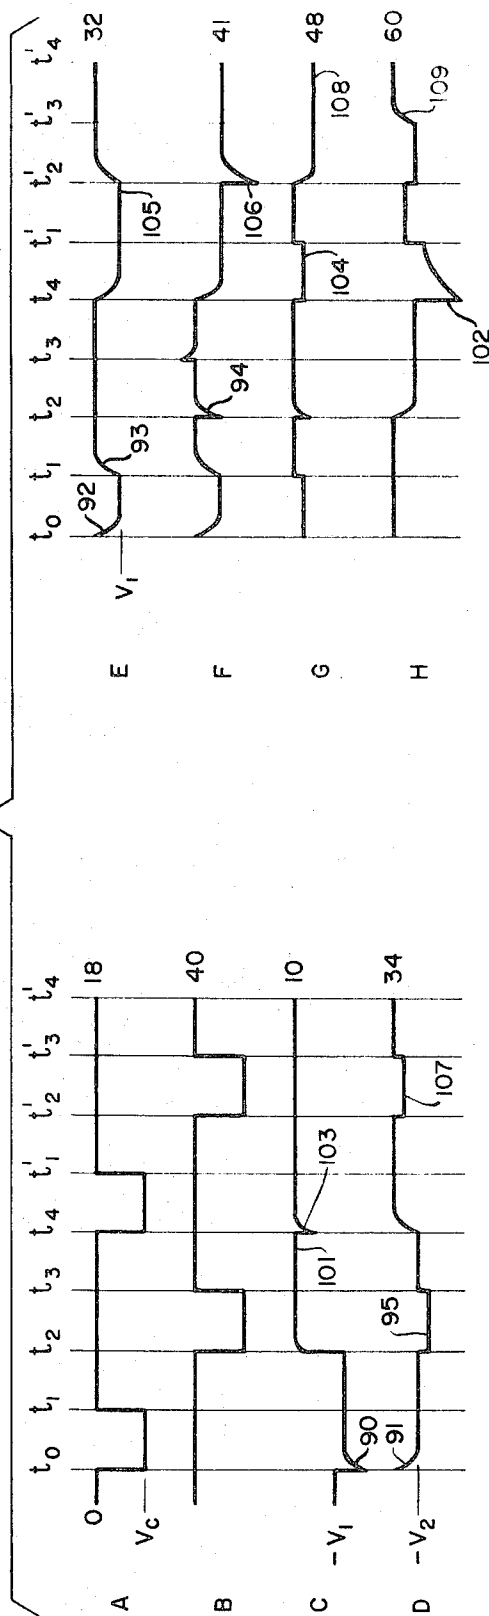 t0 t1 t2 t3 t4 t'1 t'2 t'3 t'4
A 0 18
VC
B 40
C 10
-V1 90 101 103
D 91 95 34
-V2 107
t0 t1 t2 t3 t4 t'1 t'2 t'3 t'4
E 92 93 32
V1 105
F 94 106 41
G 104 48
108
H 102 109 60